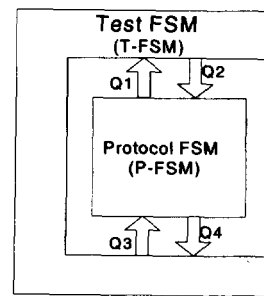 Test FSM
(T-FSM)
Q1
Q2
Protocol FSM
(P-FSM)
Q3
Q4